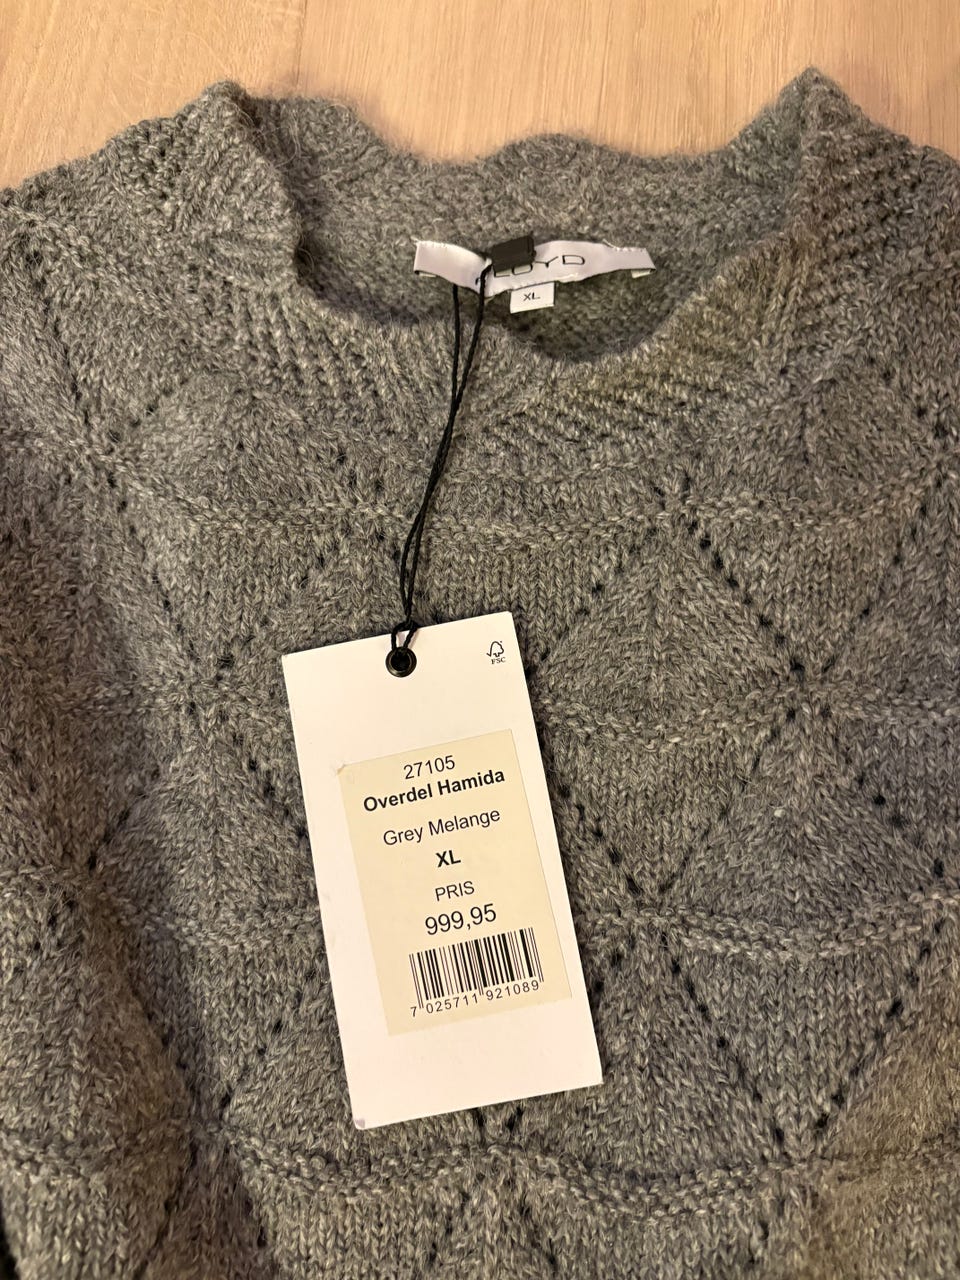 XL
FSC
27105
Overdel Hamida
Grey Melange
XL
PRIS
999,95
7 025711 921089